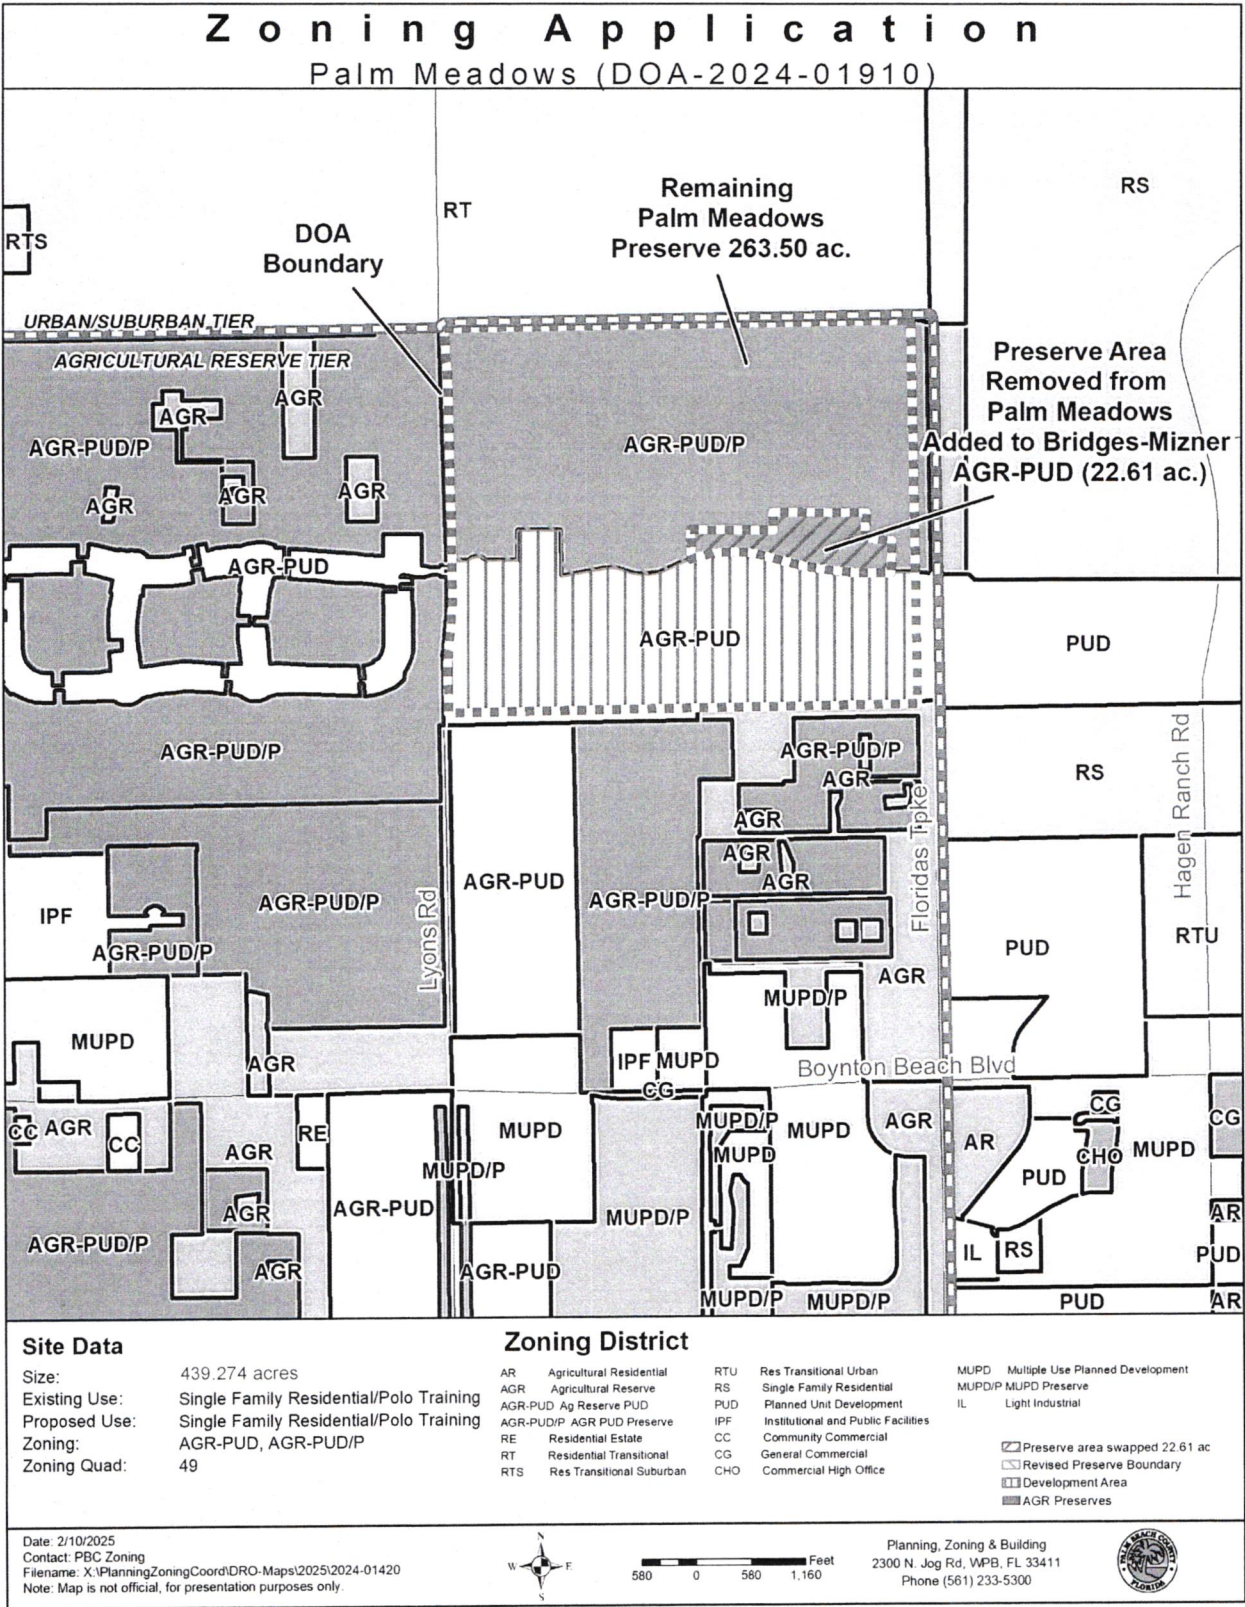 Zoning Application
Palm Meadows (DOA-2024-01910)
RS
Remaining
Palm Meadows
Preserve 263.50 ac.
RT
RTS
DOA
Boundary
URBAN/SUBURBAN TIER
AGRICULTURAL RESERVE TIER
Preserve Area
Removed from
Palm Meadows
Added to Bridges-Mizner
AGR-PUD (22.61 ac.)
AGR
AGR
AGR-PUD/P
AGR-PUD/P
AGR
AGR
AGR
AGR-PUD
AGR-PUD
PUD
AGR-PUD/P
AGR-PUD/P
RS
AGR
Hagen Ranch Rd
AGR
Floridas Tpke
AGR
AGR-PUD
AGR
AGR-PUD/P
AGR-PUD/P
IPF
Lyons Rd
AGR-PUD/P
PUD
RTU
AGR
MUPD/P
MUPD
AGR
IPF
MUPD
Boynton Beach Blvd
CG
CC
AGR
CC
AGR
RE
MUPD
MUPD/P
MUPD
AGR
CG
CG
AR
MUPD
MUPD/P
MUPD
CHO
PUD
AGR
AGR-PUD
MUPD/P
AR
AGR-PUD/P
IL
RS
PUD
AGR
AGR-PUD
MUPD/P
MUPD/P
PUD
AR
Site Data
Size: 439.274 acres
Existing Use: Single Family Residential/Polo Training
Proposed Use: Single Family Residential/Polo Training
Zoning: AGR-PUD, AGR-PUD/P
Zoning Quad: 49
Zoning District
AR Agricultural Residential
AGR Agricultural Reserve
AGR-PUD Ag Reserve PUD
AGR-PUD/P AGR PUD Preserve
RE Residential Estate
RT Residential Transitional
RTS Res Transitional Suburban
RTU Res Transitional Urban
RS Single Family Residential
PUD Planned Unit Development
IPF Institutional and Public Facilities
CC Community Commercial
CG General Commercial
CHO Commercial High Office
MUPD Multiple Use Planned Development
MUPD/P MUPD Preserve
IL Light Industrial
Preserve area swapped 22.61 ac
Revised Preserve Boundary
Development Area
AGR Preserves
Date: 2/10/2025
Contact: PBC Zoning
Filename: X:\PlanningZoningCoord\DRO-Maps\2025\2024-01420
Note: Map is not official, for presentation purposes only.
N
W E
S
Feet
580 0 580 1,160
Planning, Zoning & Building
2300 N. Jog Rd, WPB, FL 33411
Phone (561) 233-5300
PALM BEACH COUNTY
FLORIDA